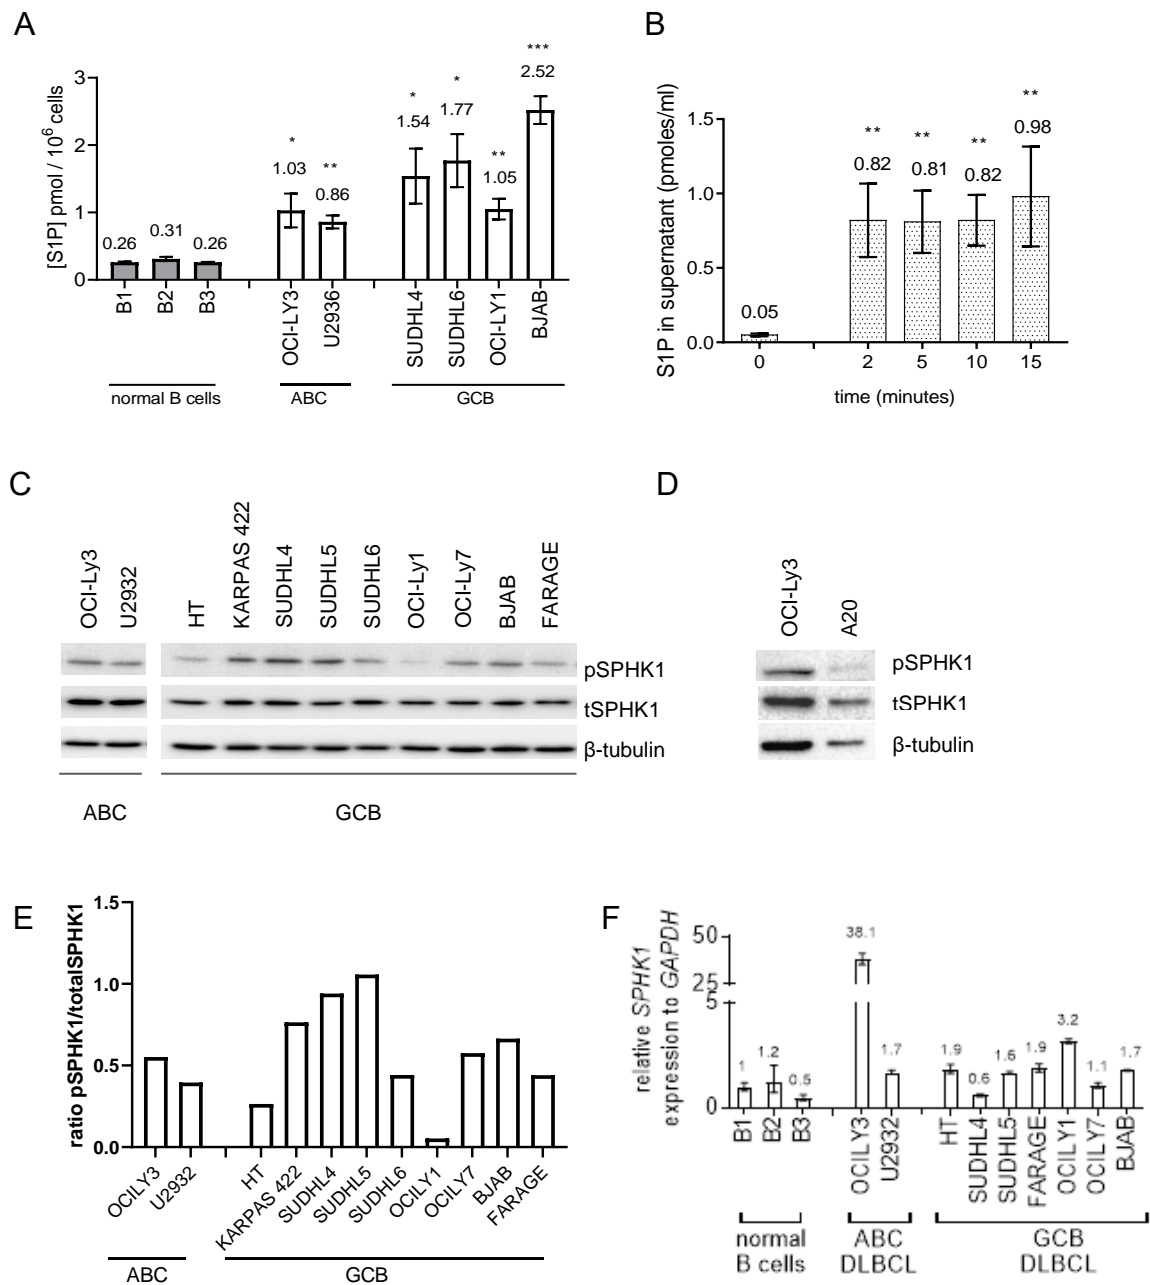 A
[S1P] pmol / 10⁶ cells
3
2
1
0
0.26
0.31
0.26
*
1.03
**
0.86
*
1.54
*
1.77
**
1.05
***
2.52
B1
B2
B3
OCI-LY3
U2936
SUDHL4
SUDHL6
OCI-LY1
BJAB
normal B cells
ABC
GCB
B
S1P in supernatant (pmoles/ml)
1.5
1.0
0.5
0.0
0.05
**
0.82
**
0.81
**
0.82
**
0.98
0
2
5
10
15
time (minutes)
C
OCI-Ly3
U2932
HT
KARPAS 422
SUDHL4
SUDHL5
SUDHL6
OCI-Ly1
OCI-Ly7
BJAB
FARAGE
pSPHK1
tSPHK1
β-tubulin
ABC
GCB
D
OCI-Ly3
A20
pSPHK1
tSPHK1
β-tubulin
E
ratio pSPHK1/totalSPHK1
1.5
1.0
0.5
0.0
OCILY3
U2932
HT
KARPAS 422
SUDHL4
SUDHL5
SUDHL6
OCILY1
OCILY7
BJAB
FARAGE
ABC
GCB
F
relative SPHK1
expression to GAPDH
50
25
5
0
1
1.2
0.5
38.1
1.7
1.9
0.6
1.6
1.9
3.2
1.1
1.7
B1
B2
B3
OCILY3
U2932
HT
SUDHL4
SUDHL5
FARAGE
OCILY1
OCILY7
BJAB
normal
B cells
ABC
DLBCL
GCB
DLBCL